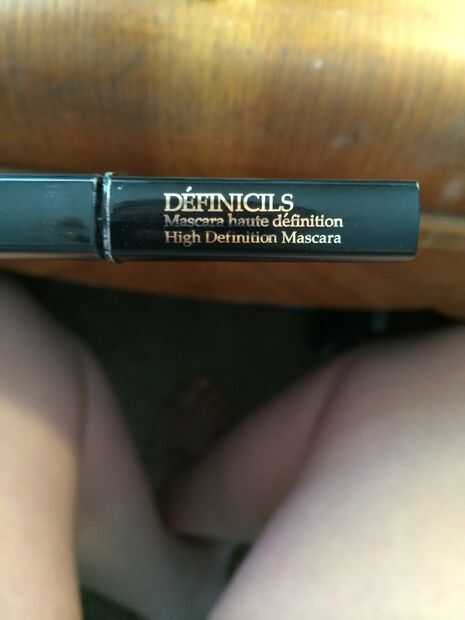 DÉFINICILS
Mascara haute définition
High Definition Mascara